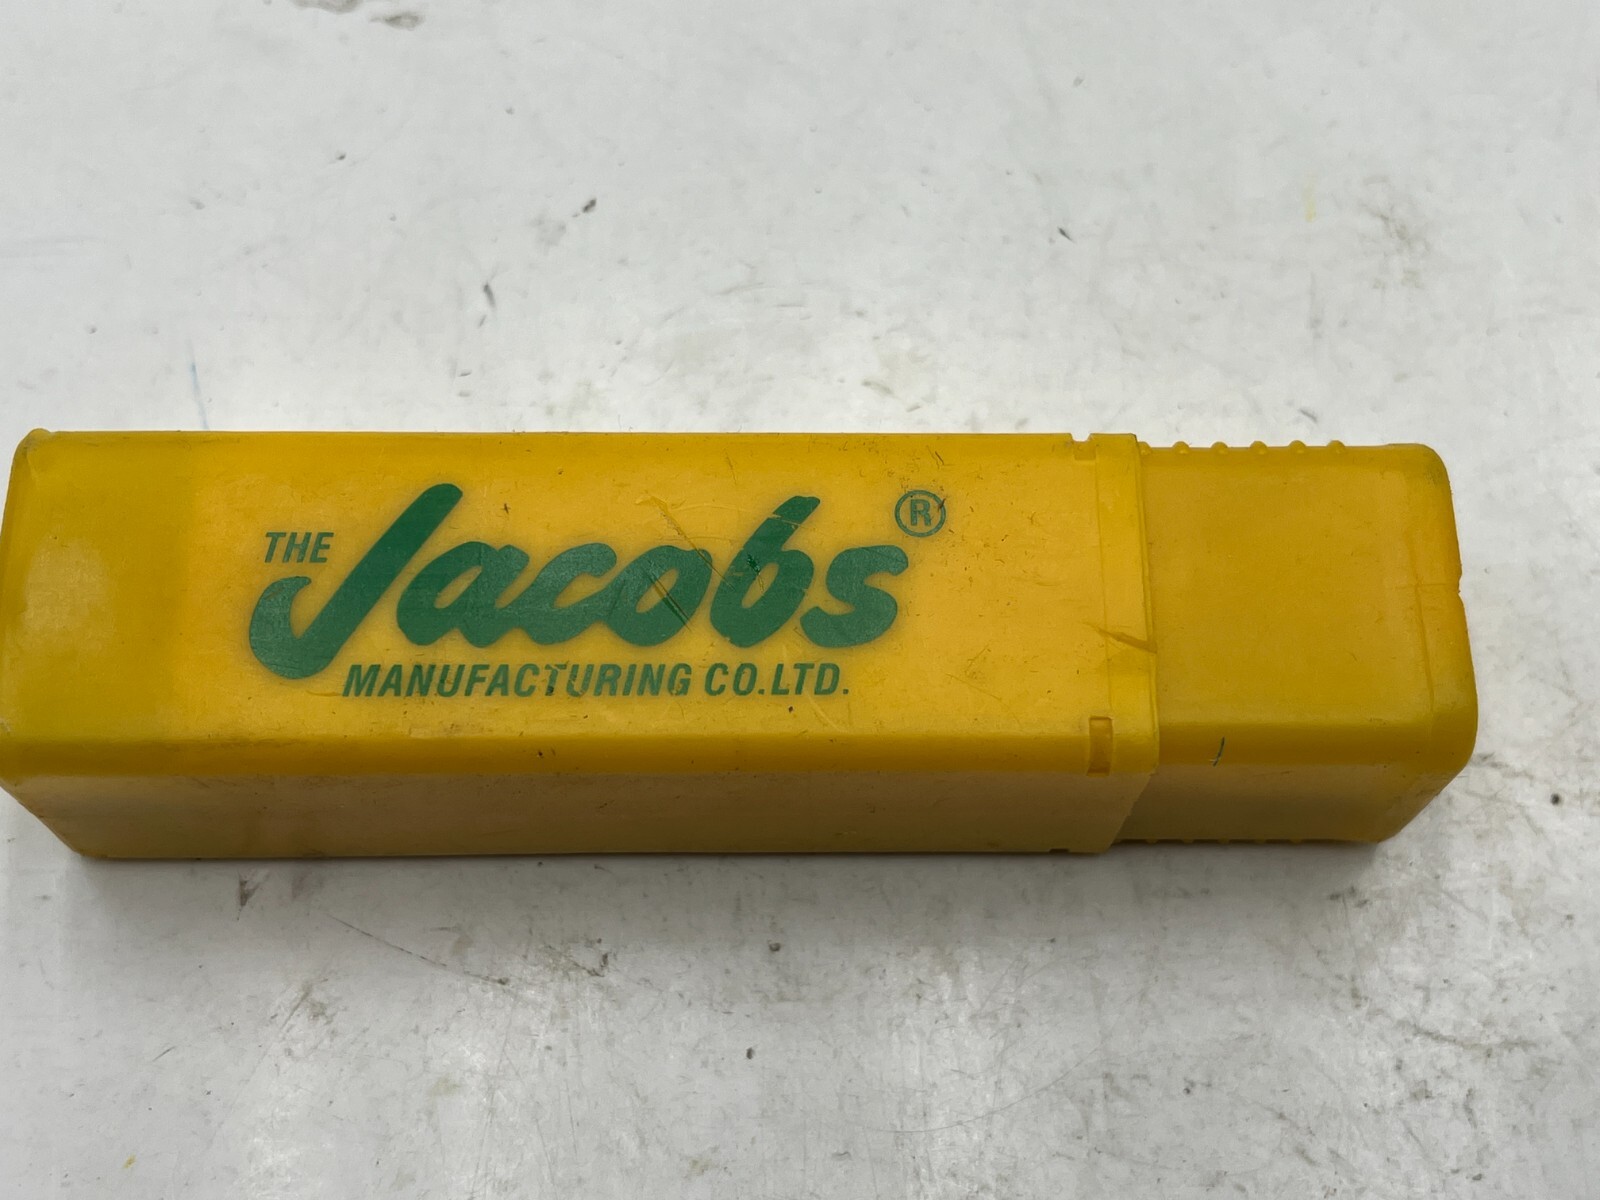 THE Jacobs ®
MANUFACTURING CO.LTD.